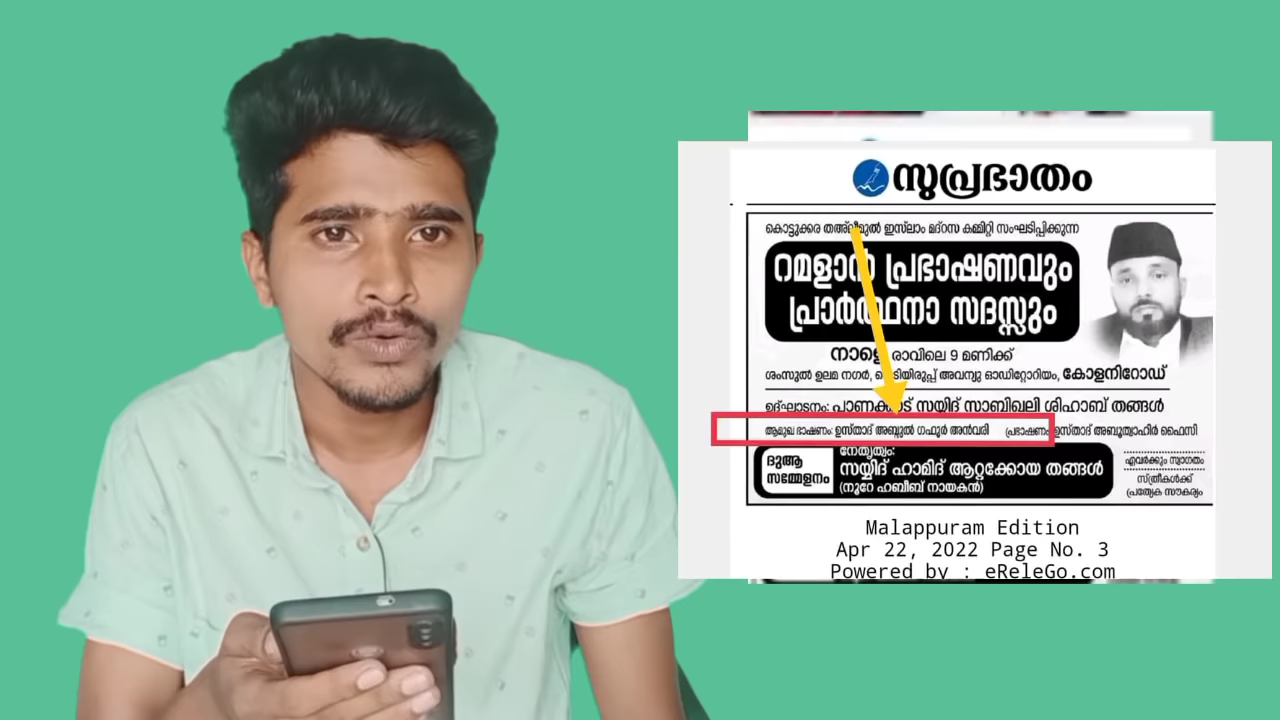 സുപ്രഭാതം
കൊട്ടുക്കര തഅ്ലീമുൽ ഇസ്‌ലാം മദ്റസ കമ്മിറ്റി സംഘടിപ്പിക്കുന്ന
റമളാൻ പ്രഭാഷണവും
പ്രാർത്ഥനാ സദസ്സും
നാളെ രാവിലെ 9 മണിക്ക്
ശംസുൽ ഉലമ നഗർ, അവന്യു ഓഡിറ്റോറിയം, കോളനിറോഡ്
ഉദ്ഘാടനം: പാണക്കാട് സയ്യിദ് സാബിഖലി ശിഹാബ് തങ്ങൾ
ആമുഖ ഭാഷണം: ഉസ്താദ് അബ്ദുൽ ഗഫൂർ അൻവരി പ്രഭാഷണം: ഉസ്താദ് അബൂത്വാഹിർ ഫൈസി
ദുആ സമ്മേളനം
നേതൃത്വം:
സയ്യിദ് ഹാമിദ് ആറ്റക്കോയ തങ്ങൾ
(നൂറേ ഹബീബ് നായകൻ)
ഏവർക്കും സ്വാഗതം
സ്ത്രീകൾക്ക്
പ്രത്യേക സൗകര്യം
Malappuram Edition
Apr 22, 2022 Page No. 3
Powered by : eReleGo.com